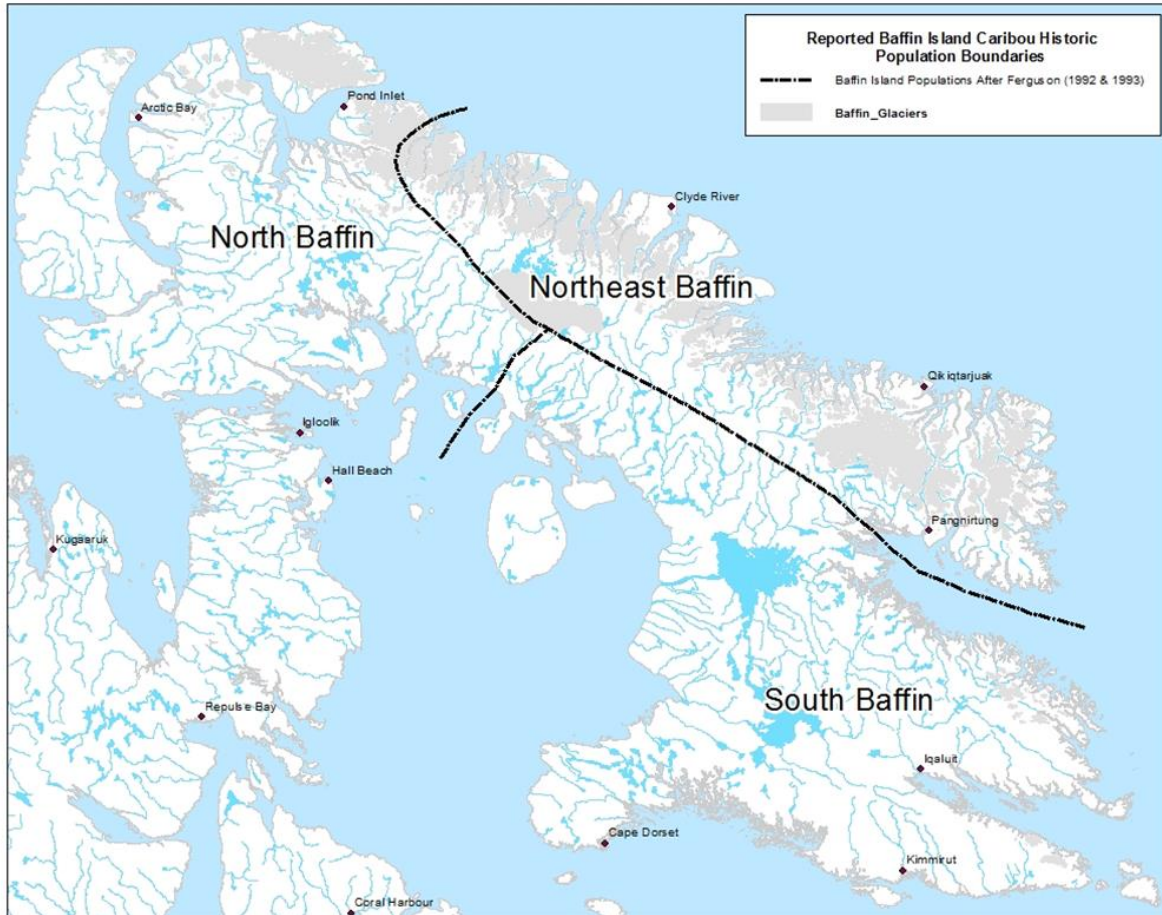 Reported Baffin Island Caribou Historic
Population Boundaries
Baffin Island Populations After Ferguson (1992 & 1993)
Baffin_Glaciers
Pond Inlet
Arctic Bay
Clyde River
North Baffin
Northeast Baffin
Qikiqtarjuak
Igloolik
Hall Beach
Pangnirtung
Kugaaruk
South Baffin
Repulse Bay
Iqaluit
Cape Dorset
Kimmirut
Coral Harbour